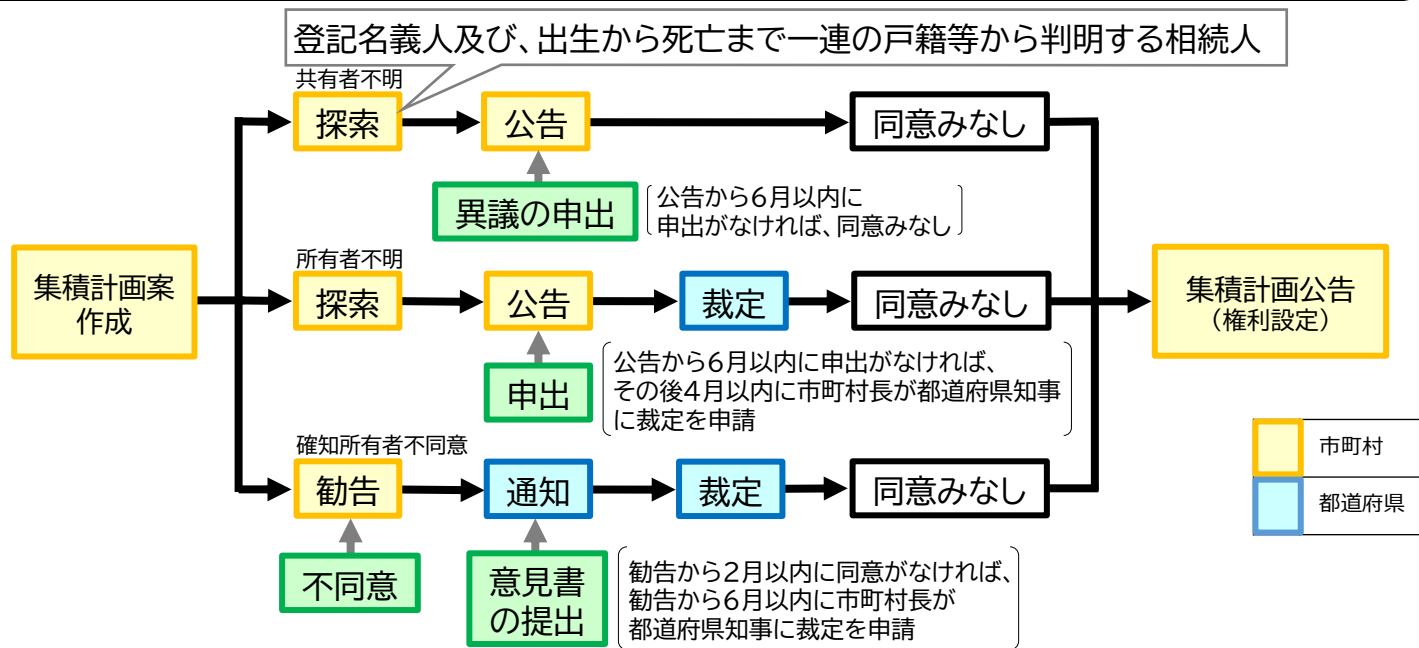 登記名義人及び、出生から死亡まで一連の戸籍等から判明する相続人
共有者不明
探索
公告
同意みなし
異議の申出
公告から6月以内に
申出がなければ、同意みなし
集積計画案
作成
所有者不明
探索
公告
裁定
同意みなし
集積計画公告
（権利設定）
申出
公告から6月以内に申出がなければ、
その後4月以内に市町村長が都道府県知事
に裁定を申請
確知所有者不同意
勧告
通知
裁定
同意みなし
不同意
意見書
の提出
勧告から2月以内に同意がなければ、
勧告から6月以内に市町村長が
都道府県知事に裁定を申請
市町村
都道府県